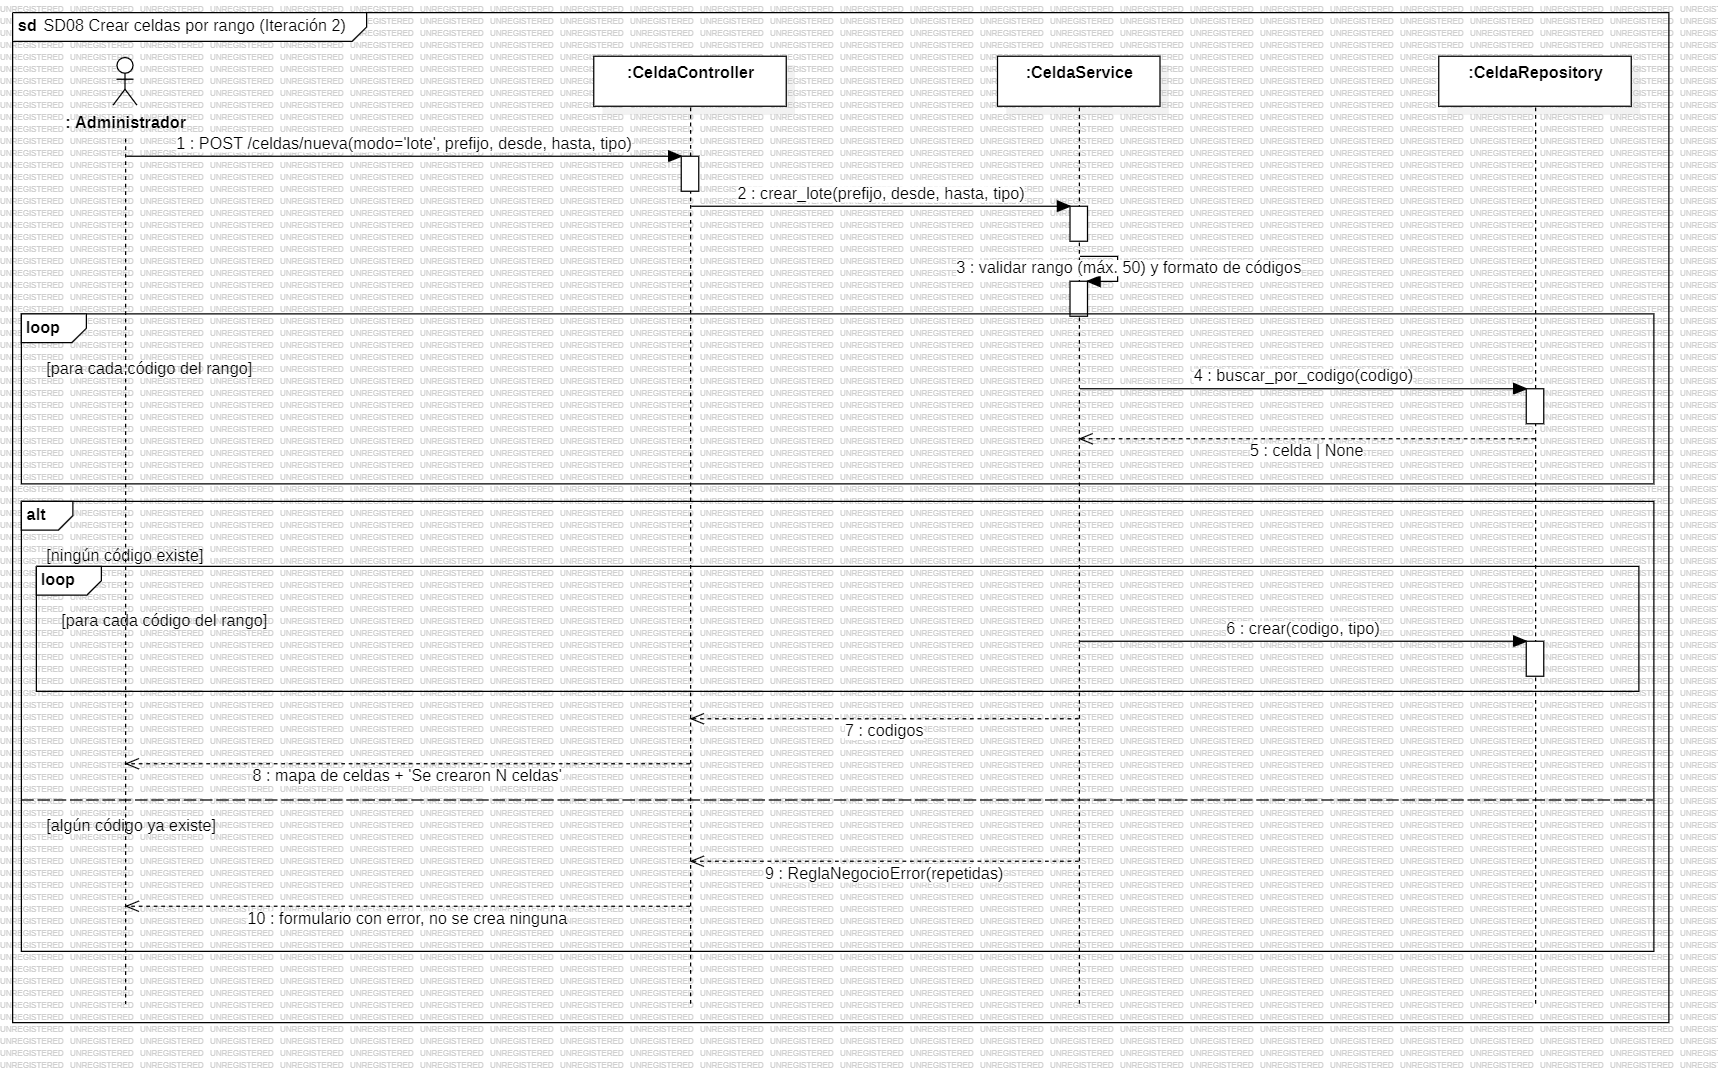 sd SD08 Crear celdas por rango (Iteración 2)
: Administrador
:CeldaController
:CeldaService
:CeldaRepository
1 : POST /celdas/nueva(modo='lote', prefijo, desde, hasta, tipo)
2 : crear_lote(prefijo, desde, hasta, tipo)
3 : validar rango (máx. 50) y formato de códigos
loop
[para cada código del rango]
4 : buscar_por_codigo(codigo)
5 : celda | None
alt
[ningún código existe]
loop
[para cada código del rango]
6 : crear(codigo, tipo)
7 : codigos
8 : mapa de celdas + 'Se crearon N celdas'
[algún código ya existe]
9 : ReglaNegocioError(repetidas)
10 : formulario con error, no se crea ninguna
UNREGISTERED